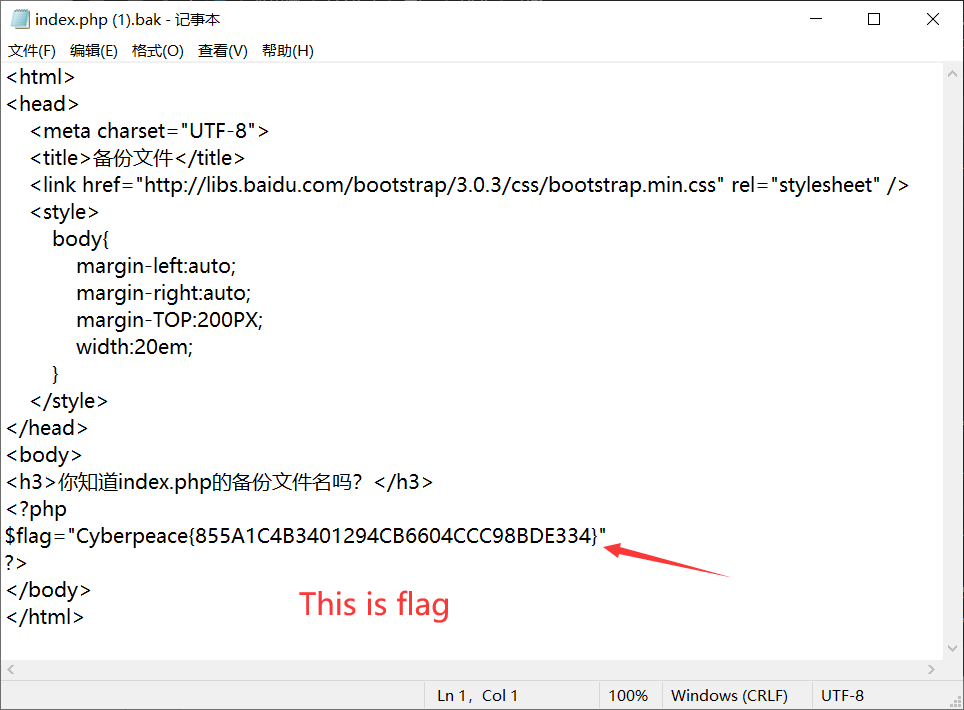 index.php (1).bak - 记事本
文件(F) 编辑(E) 格式(O) 查看(V) 帮助(H)
<html>
<head>
    <meta charset="UTF-8">
    <title>备份文件</title>
    <link href="http://libs.baidu.com/bootstrap/3.0.3/css/bootstrap.min.css" rel="stylesheet" />
    <style>
        body{
            margin-left:auto;
            margin-right:auto;
            margin-TOP:200PX;
            width:20em;
        }
    </style>
</head>
<body>
<h3>你知道index.php的备份文件名吗？</h3>
<?php
$flag="Cyberpeace{855A1C4B3401294CB6604CCC98BDE334}"
?>
</body>
</html>
This is flag
Ln 1，Col 1 100% Windows (CRLF) UTF-8